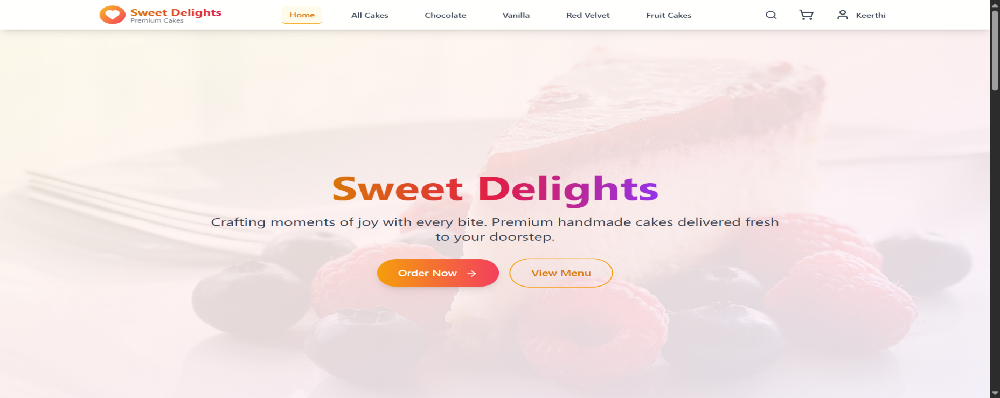 Sweet Delights
Premium Cakes
Home
All Cakes
Chocolate
Vanilla
Red Velvet
Fruit Cakes
Keerthi
Sweet Delights
Crafting moments of joy with every bite. Premium handmade cakes delivered fresh
to your doorstep.
Order Now →
View Menu